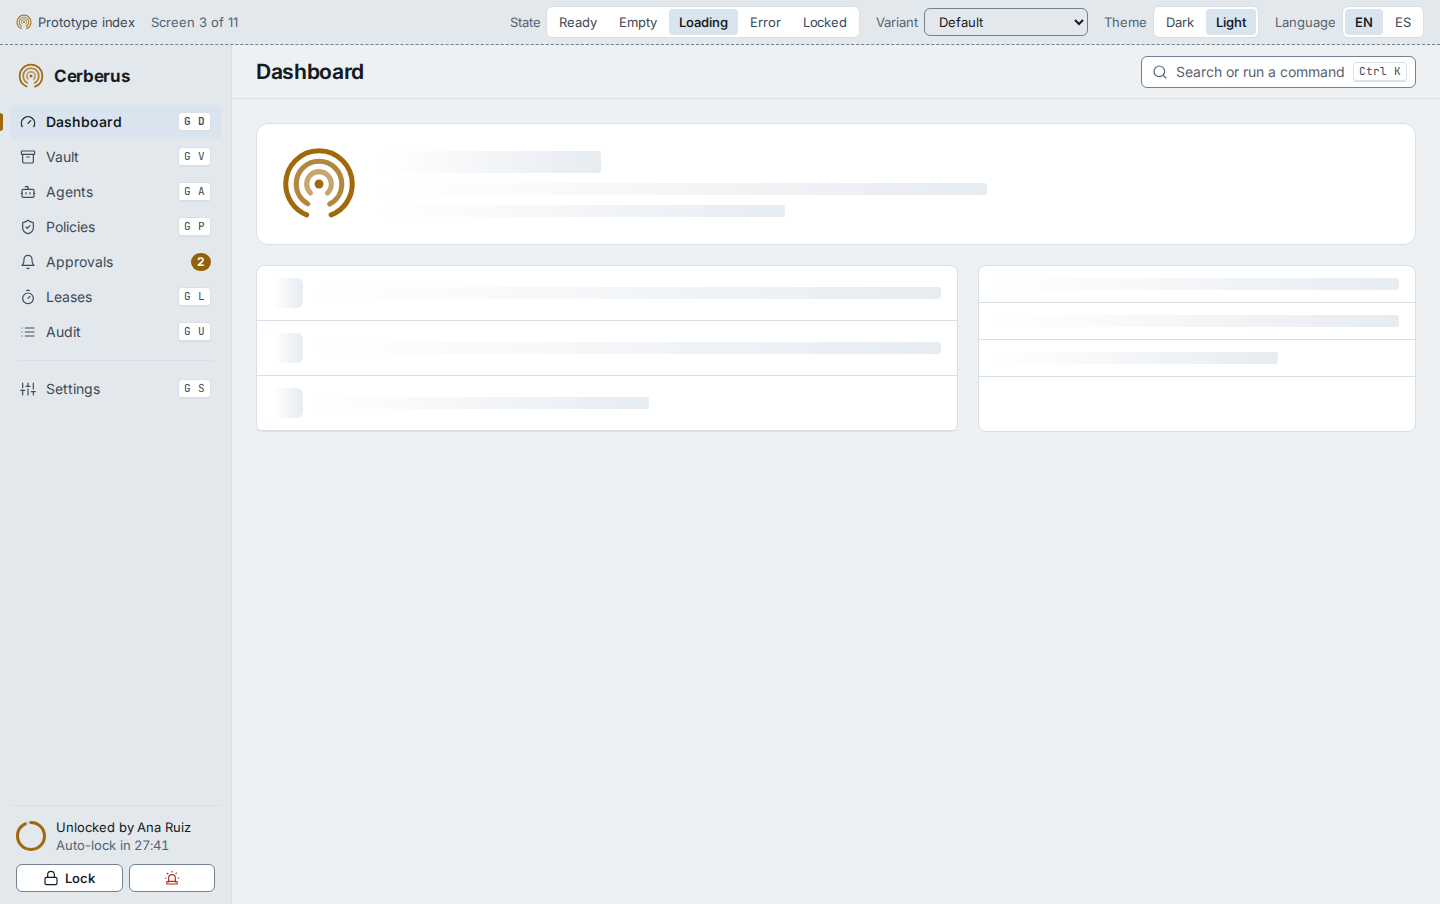 Prototype index Screen 3 of 11 State Ready Empty Loading Error Locked Variant Default Theme Dark Light Language EN ES
Cerberus
Dashboard
Search or run a command Ctrl K
Dashboard G D
Vault G V
Agents G A
Policies G P
Approvals 2
Leases G L
Audit G U
Settings G S
Unlocked by Ana Ruiz
Auto-lock in 27:41
Lock